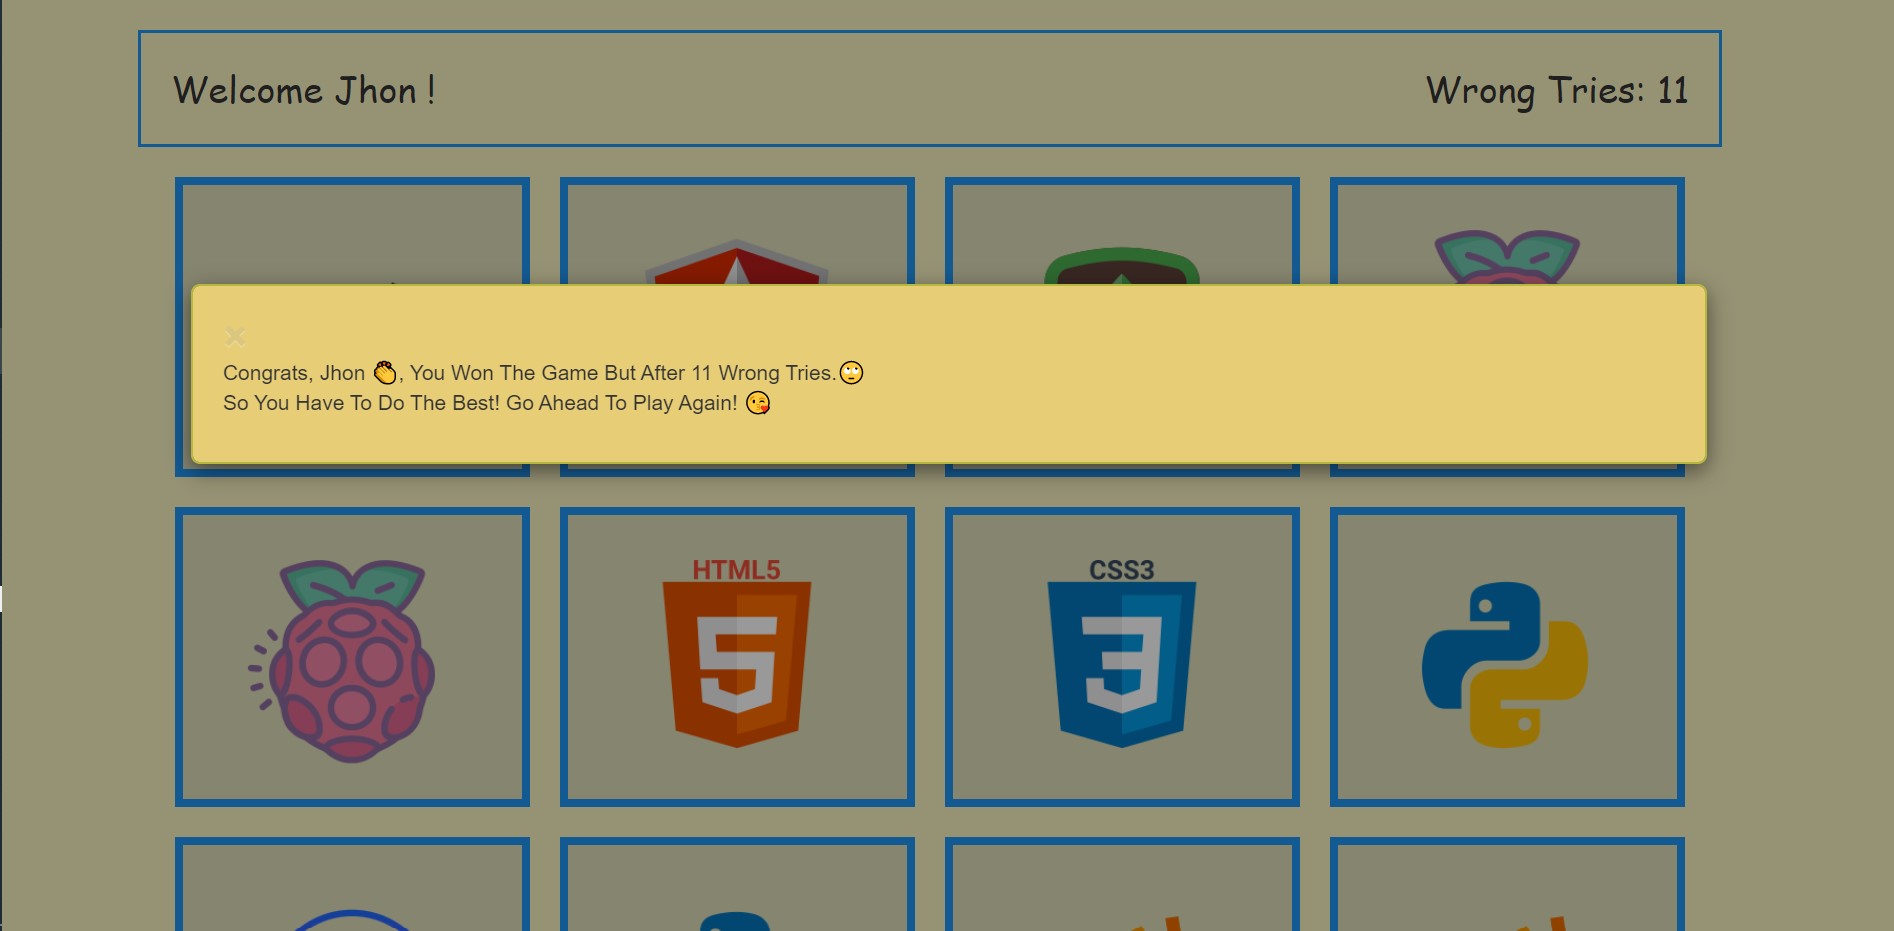 Welcome Jhon !
Wrong Tries: 11
Congrats, Jhon 👏, You Won The Game But After 11 Wrong Tries.🙄
So You Have To Do The Best! Go Ahead To Play Again! 😘
HTML5
5
CSS3
3